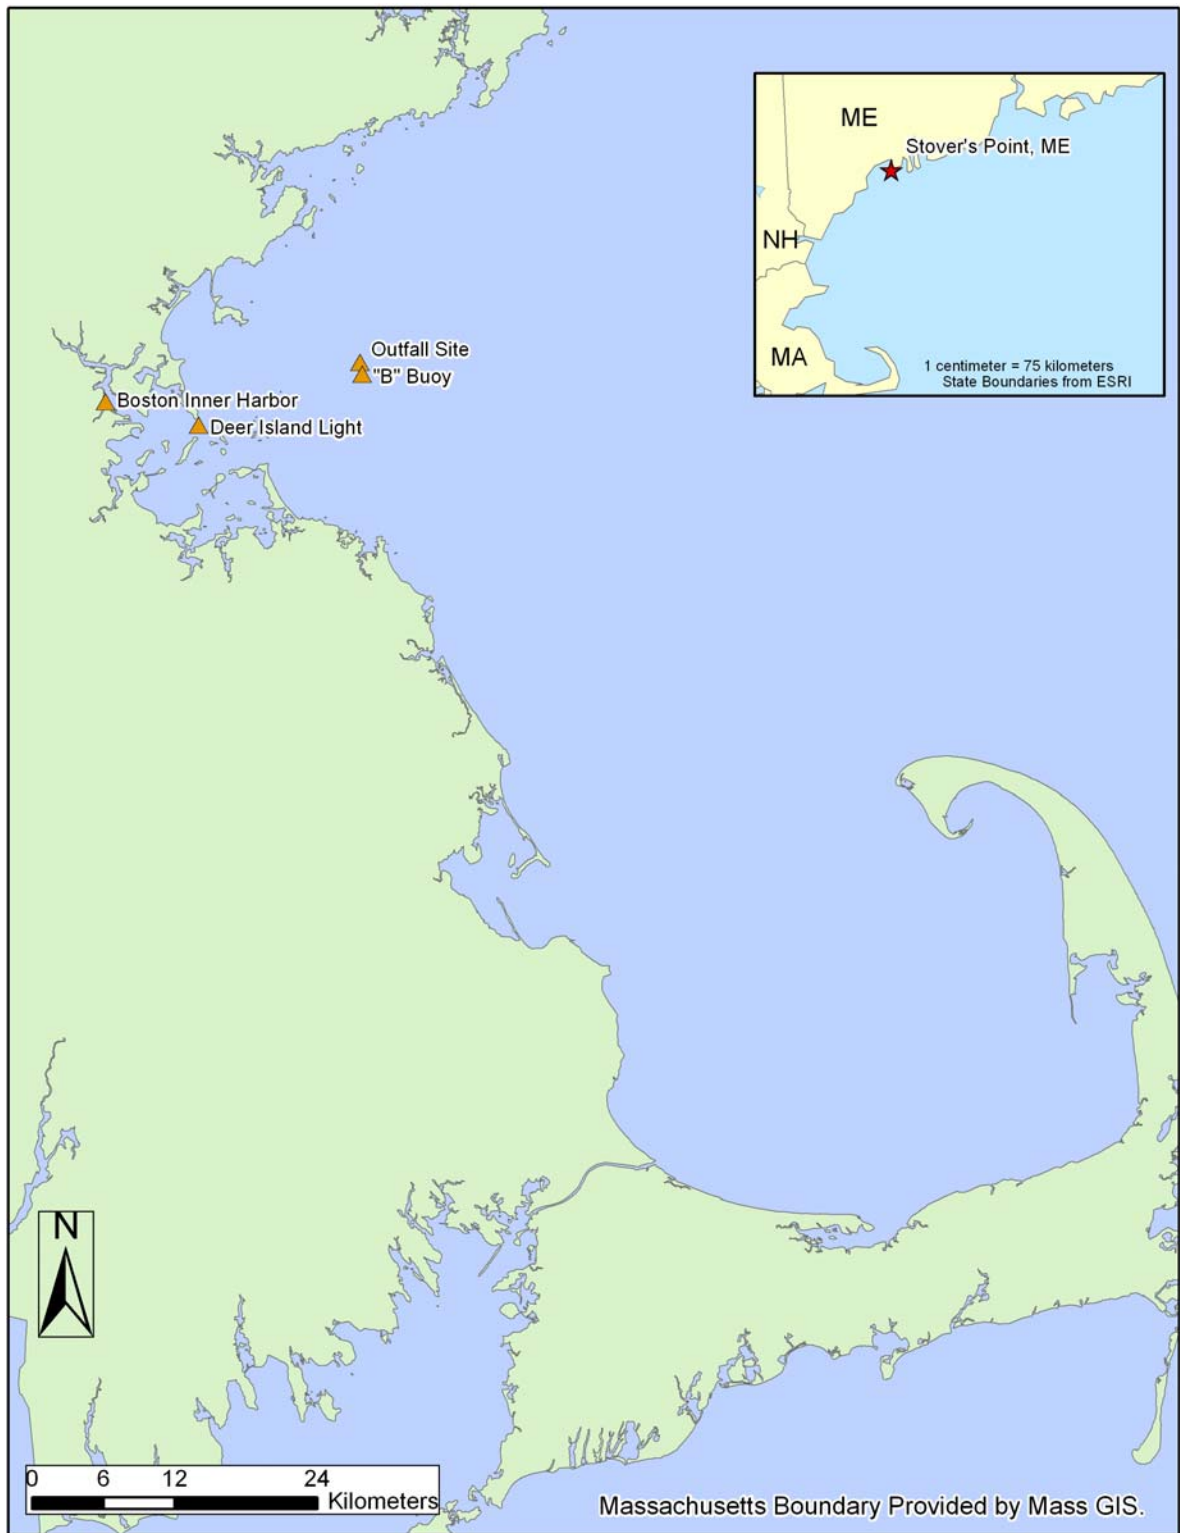 ME
Stover's Point, ME
NH
MA
1 centimeter = 75 kilometers
State Boundaries from ESRI
Outfall Site
"B" Buoy
Boston Inner Harbor
Deer Island Light
N
0 6 12 24
Kilometers
Massachusetts Boundary Provided by Mass GIS.